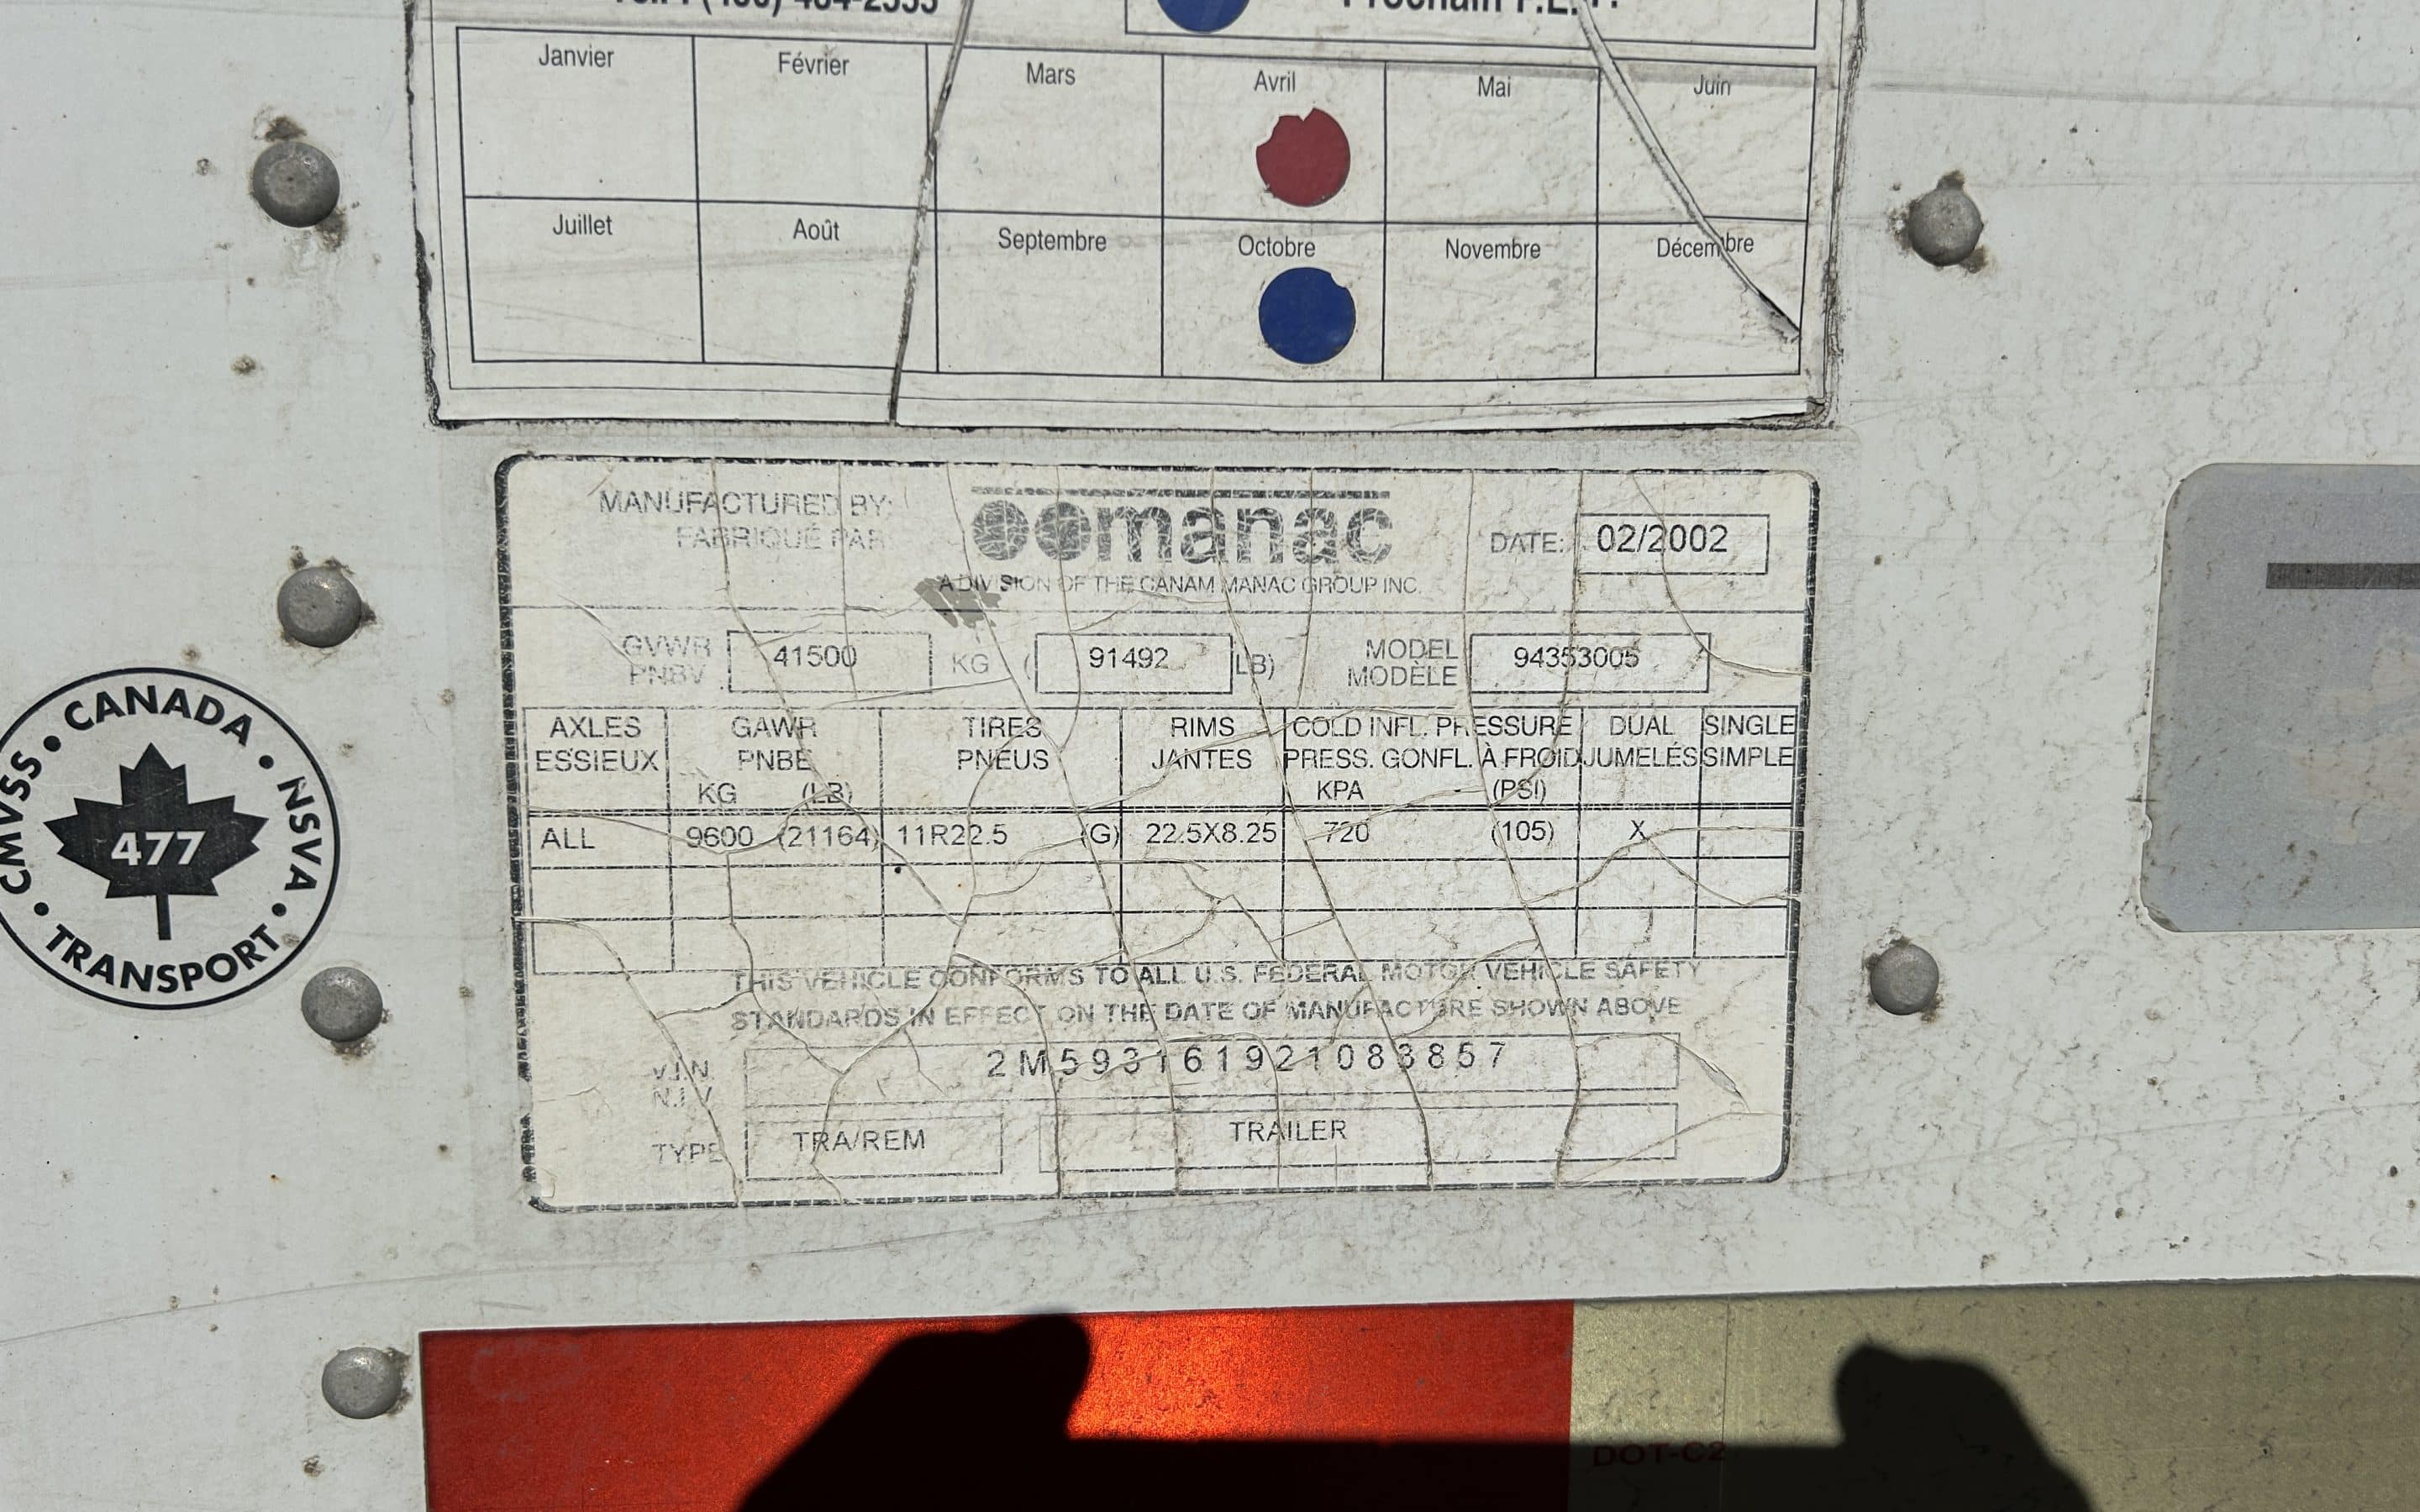 Janvier Février Mars Avril Mai Juin
Juillet Août Septembre Octobre Novembre Décembre
MANUFACTURED BY:
FABRIQUÉ PAR:
manac
A DIVISION OF THE CANAM MANAC GROUP INC.
DATE: 02/2002
GVWR
PNBV
41500 KG (91492 LB)
MODEL
MODÈLE
94353005
AXLES GAWR TIRES RIMS COLD INFL. PRESSURE DUAL SINGLE
ESSIEUX PNBE PNEUS JANTES PRESS. GONFL. À FROID JUMELÉS SIMPLE
KG (LB) KPA (PSI)
ALL 9600 (21164) 11R22.5 (G) 22.5X8.25 720 (105) X
THIS VEHICLE CONFORMS TO ALL U.S. FEDERAL MOTOR VEHICLE SAFETY
STANDARDS IN EFFECT ON THE DATE OF MANUFACTURE SHOWN ABOVE
V.I.N.
N.I.V.
2M593161921083857
TYPE TRA/REM TRAILER
CANADA • NSVA • TRANSPORT • CMVSS •
477
DOT-C2